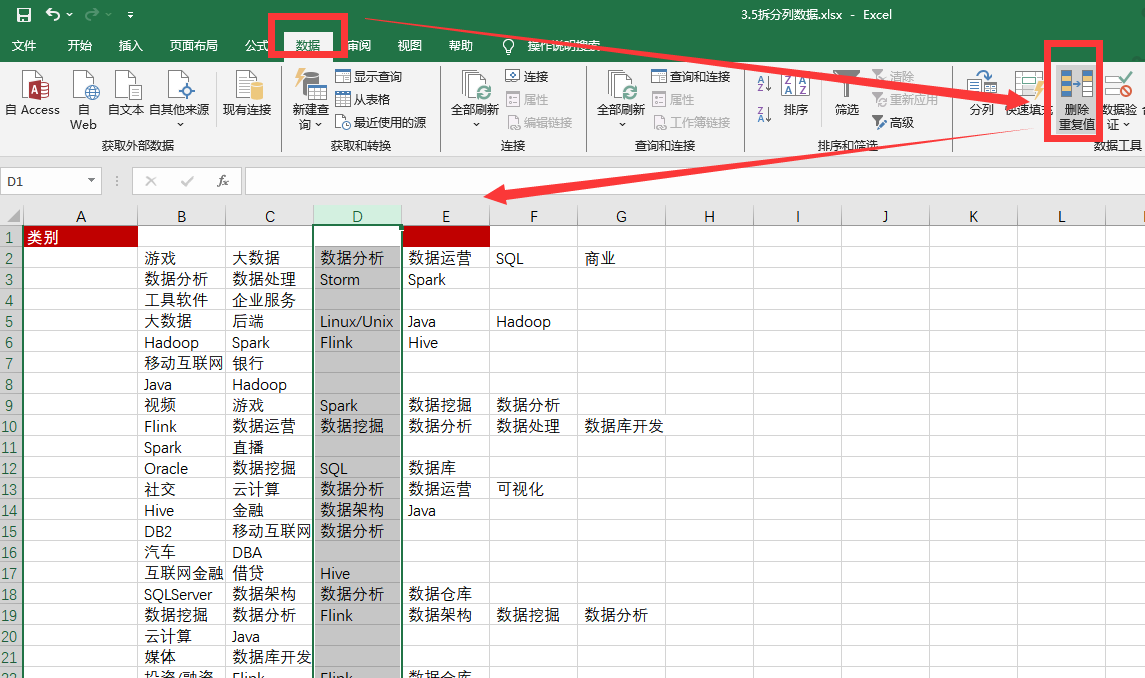 3.5拆分列数据.xlsx - Excel
文件 开始 插入 页面布局 公式 数据 审阅 视图 帮助 操作说明搜索
自 Access 自 Web 自文本 自其他来源 现有连接 新建查询 显示查询 从表格 最近使用的源 全部刷新 连接 属性 编辑链接 全部刷新 查询和连接 属性 工作簿链接 排序 筛选 清除 重新应用 高级 分列 快速填充 删除重复值 数据验证
获取外部数据 获取和转换 连接 查询和连接 排序和筛选 数据工具
D1 fx
A B C D E F G H I J K L
1 类别
2 游戏 大数据 数据分析 数据运营 SQL 商业
3 数据分析 数据处理 Storm Spark
4 工具软件 企业服务
5 大数据 后端 Linux/Unix Java Hadoop
6 Hadoop Spark Flink Hive
7 移动互联网 银行
8 Java Hadoop
9 视频 游戏 Spark 数据挖掘 数据分析
10 Flink 数据运营 数据挖掘 数据分析 数据处理 数据库开发
11 Spark 直播
12 Oracle 数据挖掘 SQL 数据库
13 社交 云计算 数据分析 数据运营 可视化
14 Hive 金融 数据架构 Java
15 DB2 移动互联网 数据分析
16 汽车 DBA
17 互联网金融 借贷 Hive
18 SQLServer 数据架构 数据分析 数据仓库
19 数据挖掘 数据分析 Flink 数据架构 数据挖掘 数据分析
20 云计算 Java
21 媒体 数据库开发
22 投资/融资 Flink Flink 数据仓库